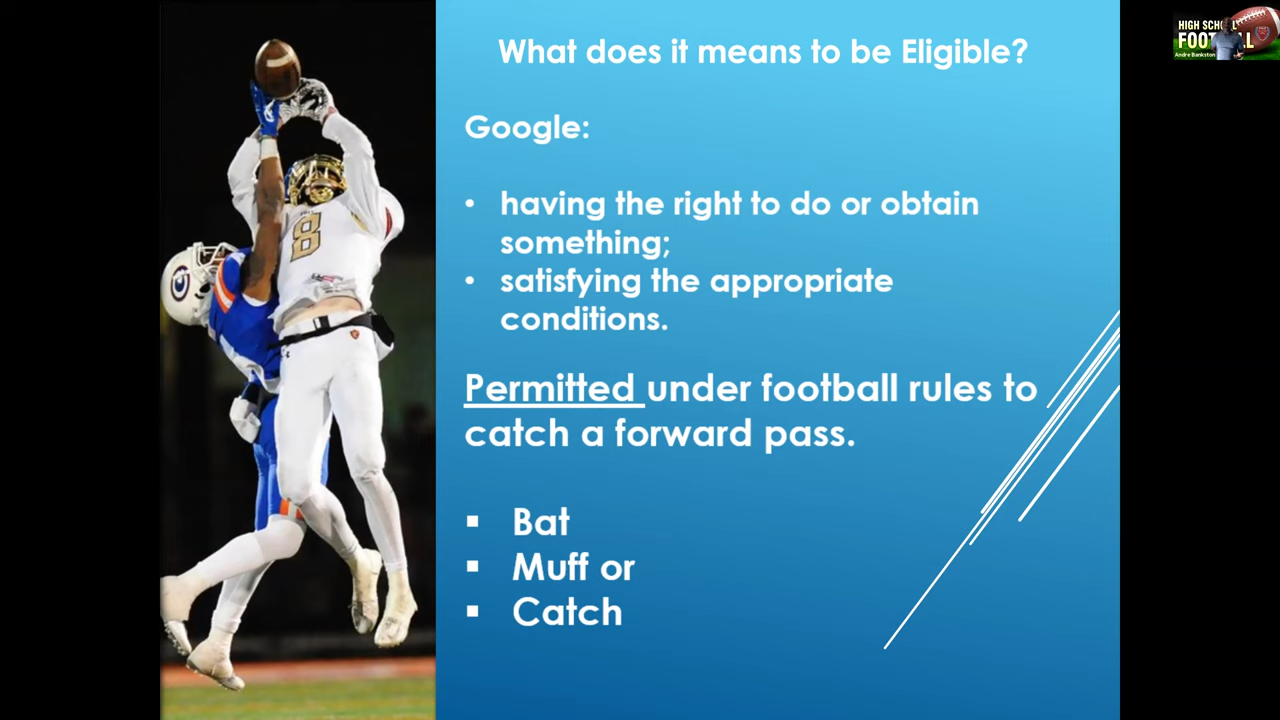 What does it means to be Eligible?
Google:
• having the right to do or obtain
something;
• satisfying the appropriate
conditions.
Permitted under football rules to
catch a forward pass.
▪ Bat
▪ Muff or
▪ Catch
8
HIGH SCHOOL
Andre Bankston